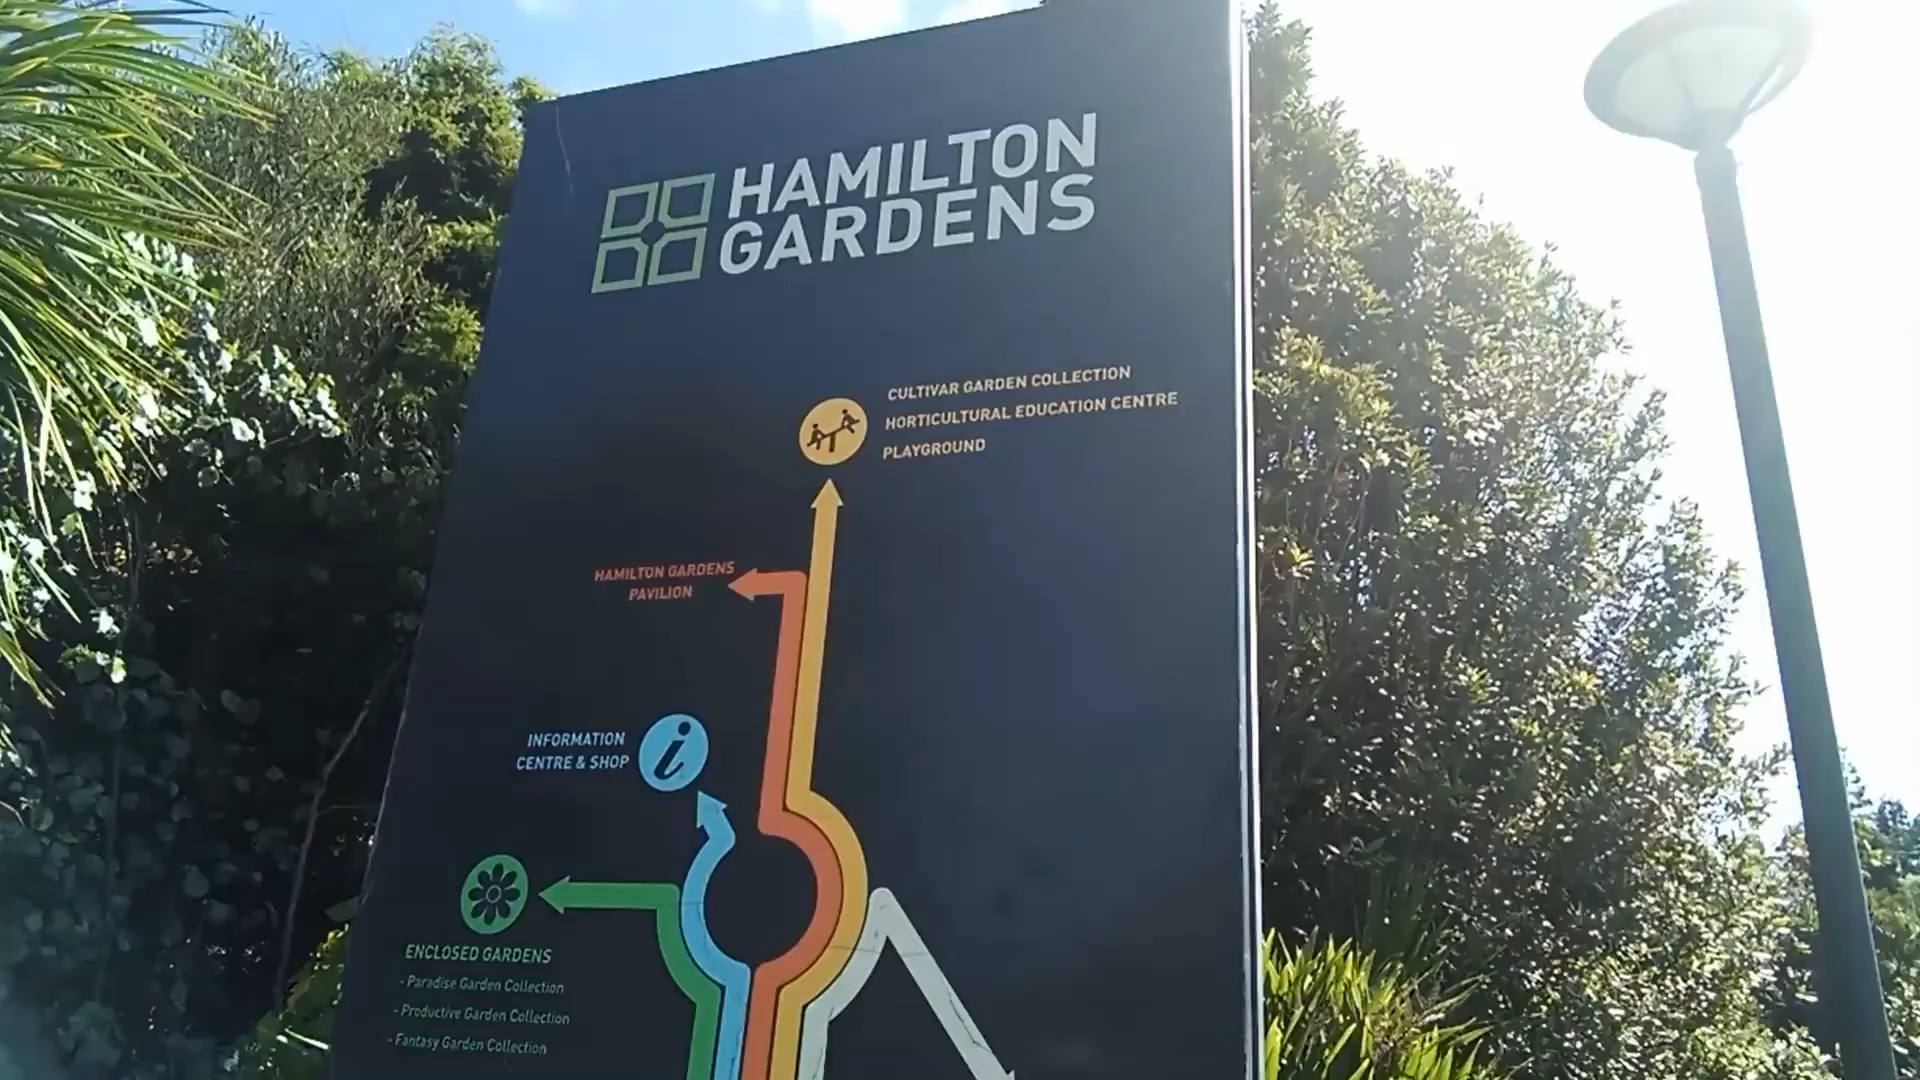 HAMILTON
GARDENS
CULTIVAR GARDEN COLLECTION
HORTICULTURAL EDUCATION CENTRE
PLAYGROUND
HAMILTON GARDENS
PAVILION
INFORMATION
CENTRE & SHOP
i
ENCLOSED GARDENS
- Paradise Garden Collection
- Productive Garden Collection
- Fantasy Garden Collection